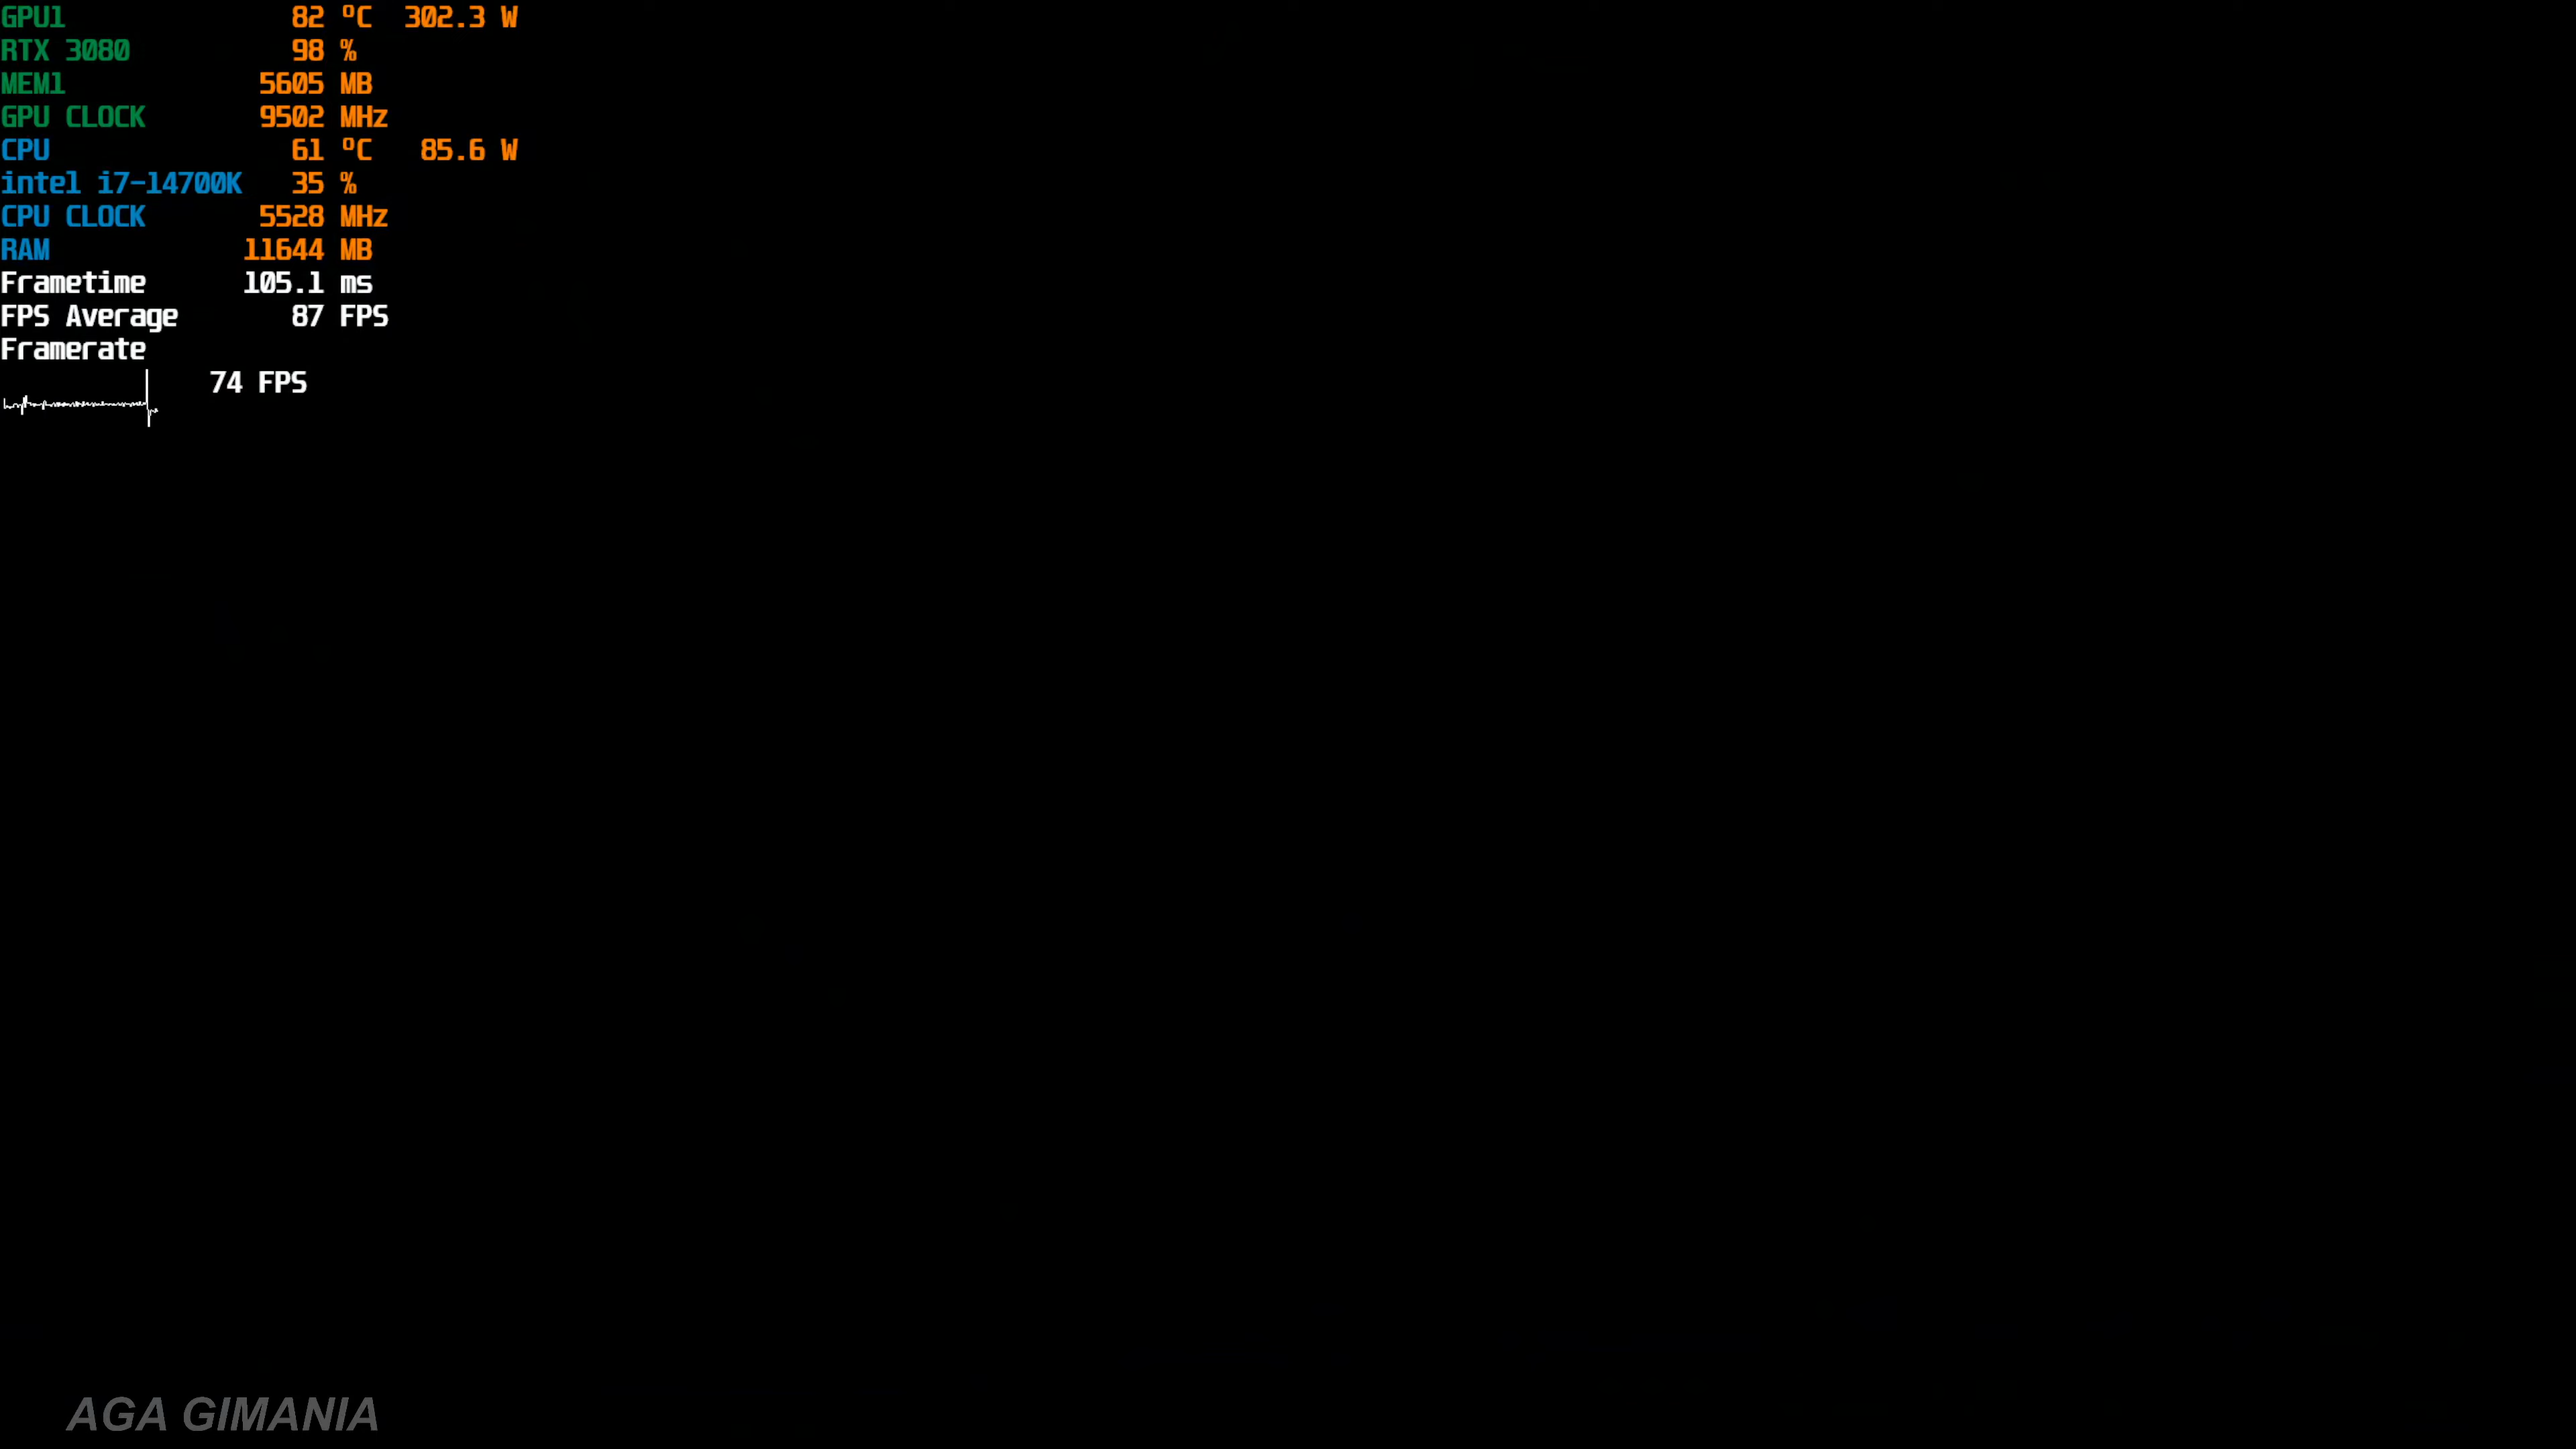 GPU1 82 ºC 302.3 W
RTX 3080 98 %
MEM1 5605 MB
GPU CLOCK 9502 MHz
CPU 61 ºC 85.6 W
intel i7-14700K 35 %
CPU CLOCK 5528 MHz
RAM 11644 MB
Frametime 105.1 ms
FPS Average 87 FPS
Framerate
74 FPS
AGA GIMANIA